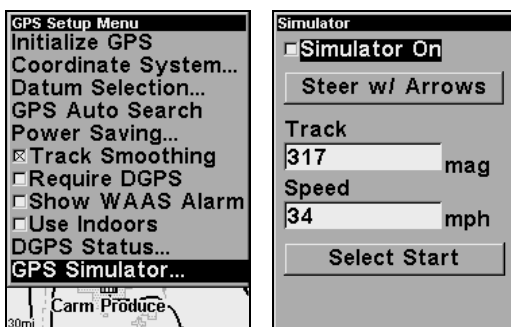 GPS Setup Menu
Initialize GPS
Coordinate System...
Datum Selection...
GPS Auto Search
Power Saving...
Track Smoothing
Require DGPS
Show WAAS Alarm
Use Indoors
DGPS Status...
GPS Simulator...
Carm Produce
30mi
Simulator
Simulator On
Steer w/ Arrows
Track
317 mag
Speed
34 mph
Select Start